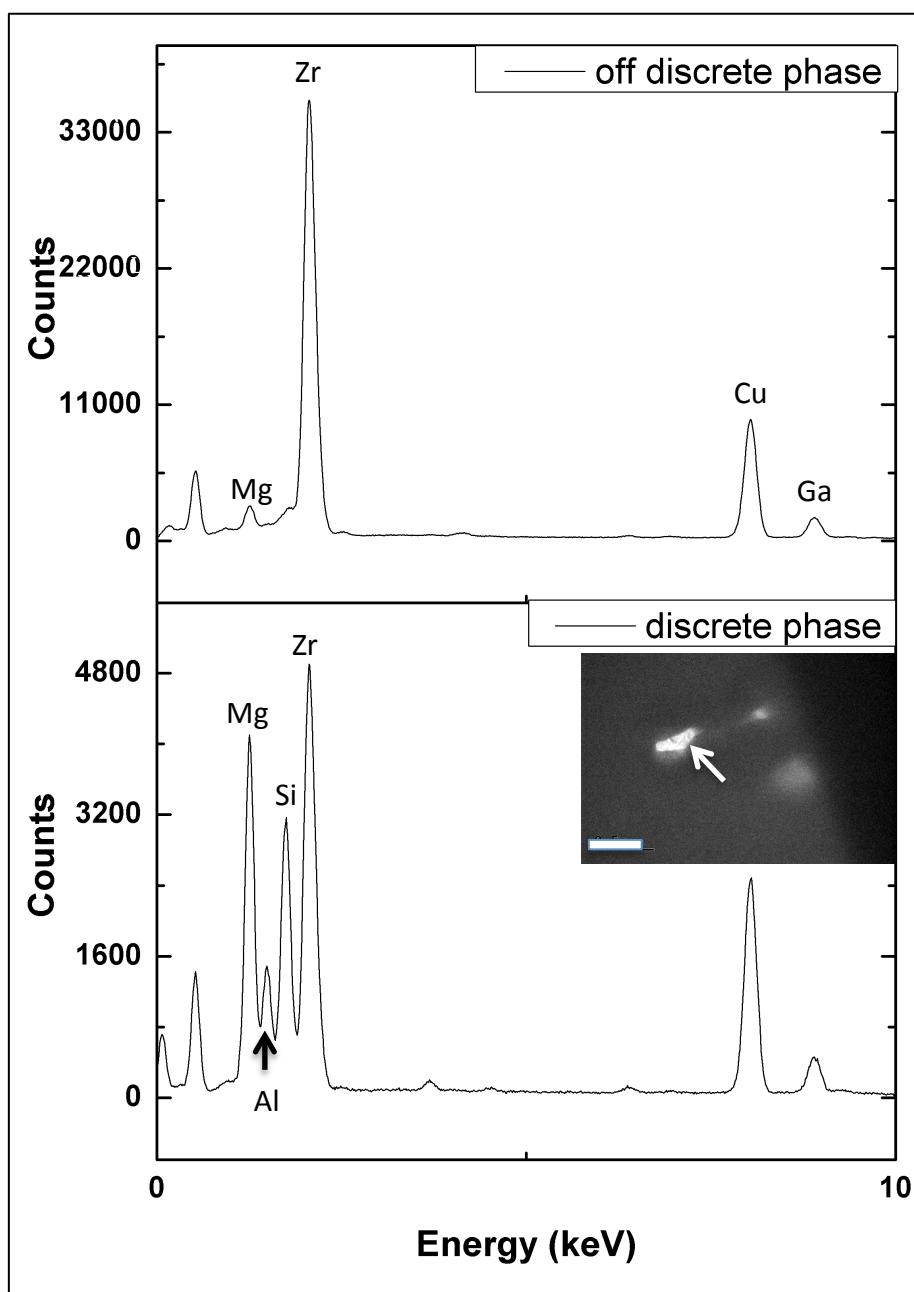 off discrete phase
Zr
33000
Counts
22000
11000
Cu
Mg
Ga
0
discrete phase
Zr
4800
Mg
Si
3200
Counts
1600
0
Al
0
10
Energy (keV)